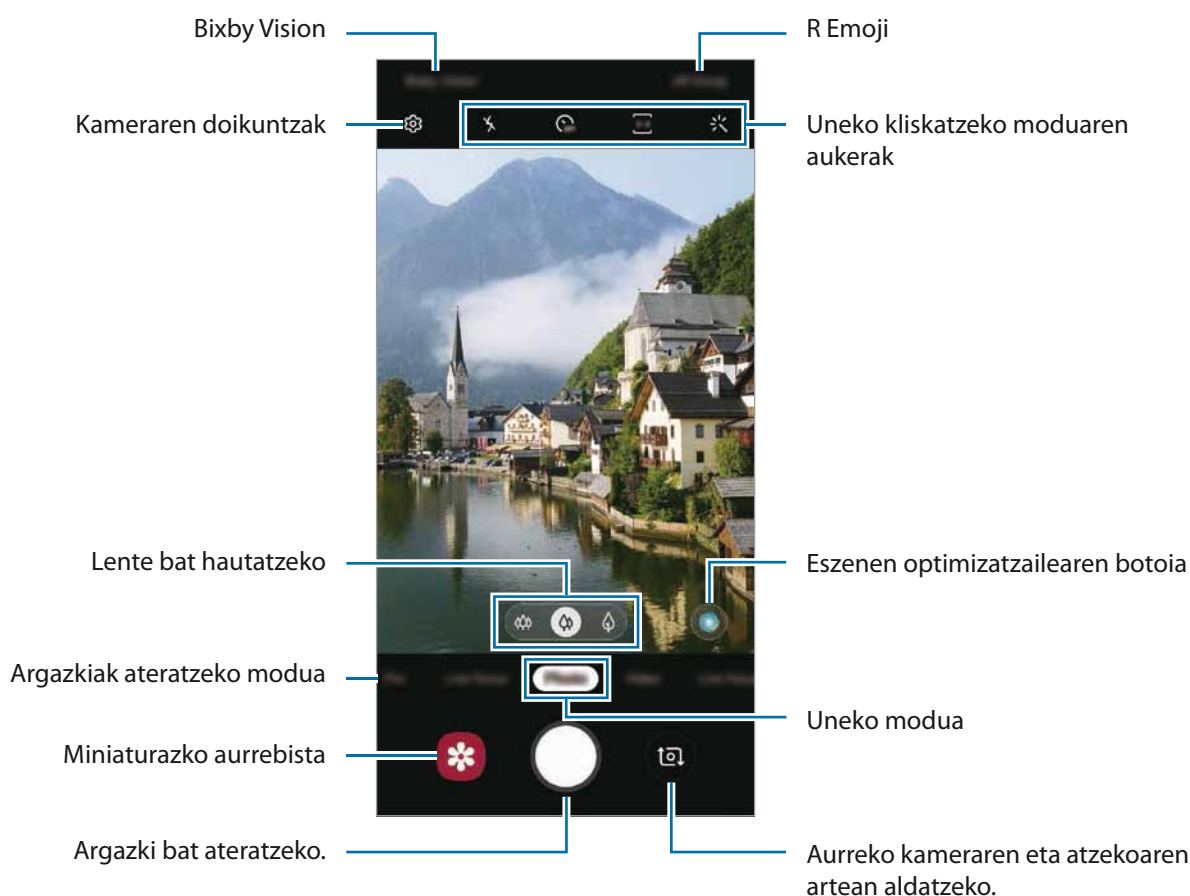 Bixby Vision
R Emoji
Kameraren doikuntzak
Uneko kliskatzeko moduaren
aukerak
Lente bat hautatzeko
Eszenen optimizatzailearen botoia
Argazkiak ateratzeko modua
Uneko modua
Miniaturazko aurrebista
Argazki bat ateratzeko.
Aurreko kameraren eta atzekoaren
artean aldatzeko.